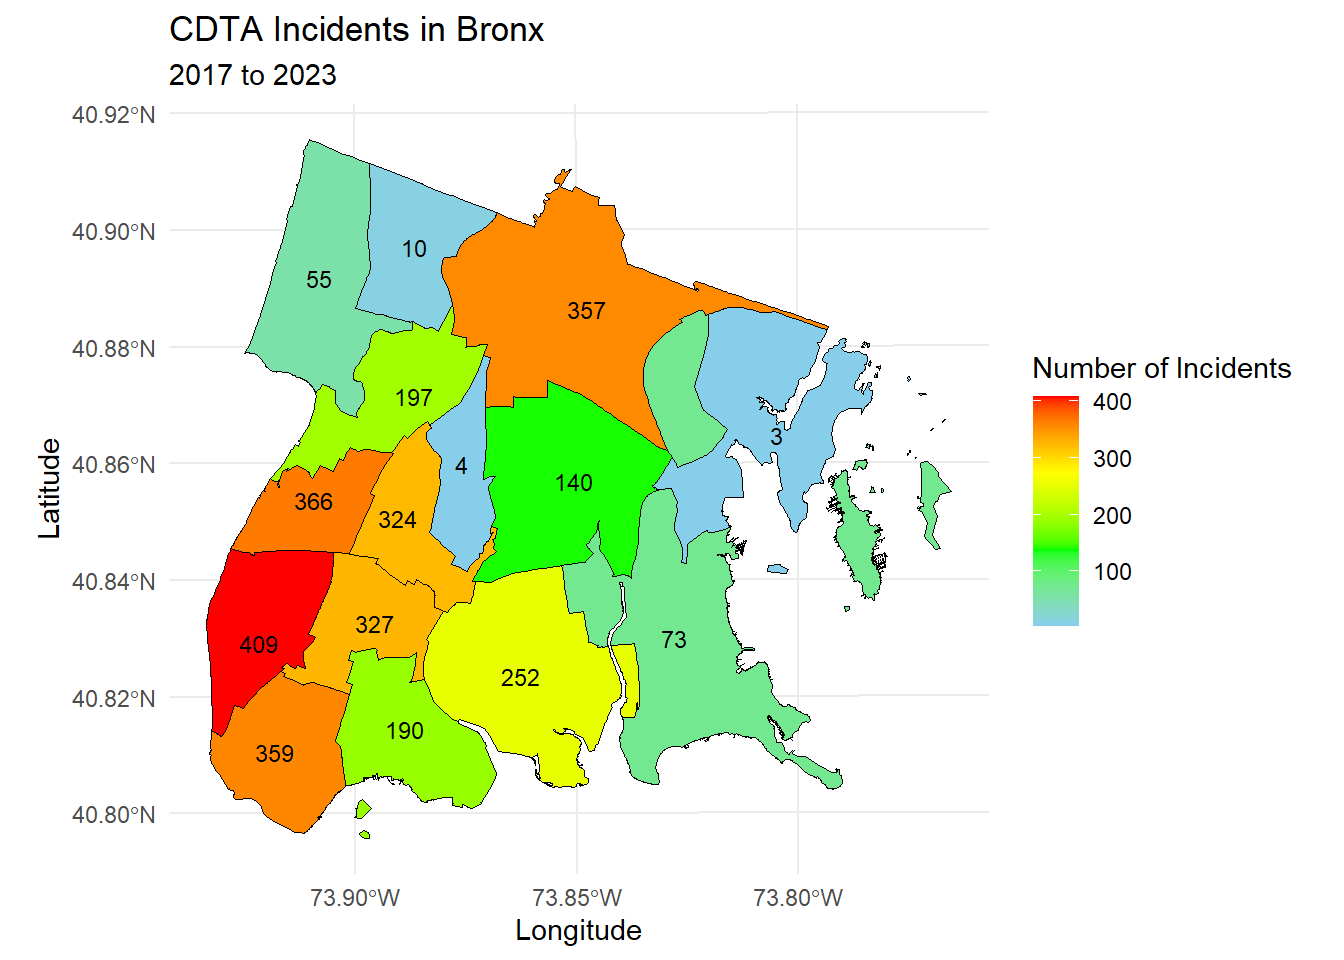 CDTA Incidents in Bronx
2017 to 2023
40.92°N
40.90°N
40.88°N
40.86°N
40.84°N
40.82°N
40.80°N
Latitude
10
55
357
197
3
4
140
366
324
327
409
73
252
190
359
73.90°W
73.85°W
73.80°W
Longitude
Number of Incidents
400
300
200
100